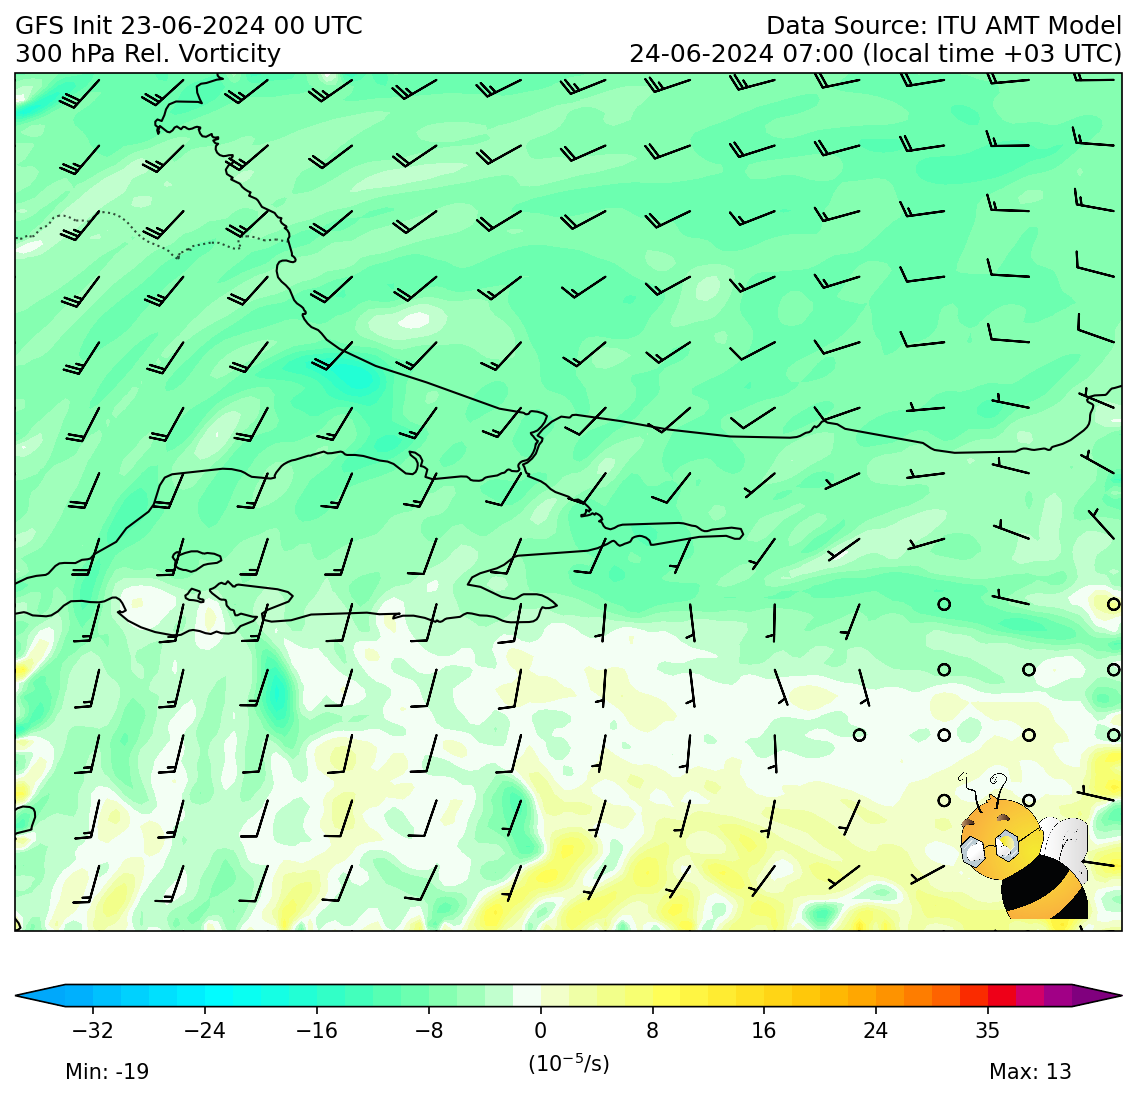 GFS Init 23-06-2024 00 UTC
Data Source: ITU AMT Model
300 hPa Rel. Vorticity
24-06-2024 07:00 (local time +03 UTC)
−32 −24 −16 −8 0 8 16 24 35
(10⁻⁵/s)
Min: -19
Max: 13